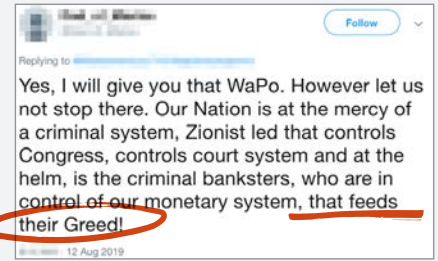 Follow
Replying to
Yes, I will give you that WaPo. However let us
not stop there. Our Nation is at the mercy of
a criminal system, Zionist led that controls
Congress, controls court system and at the
helm, is the criminal banksters, who are in
control of our monetary system, that feeds
their Greed!
12 Aug 2019